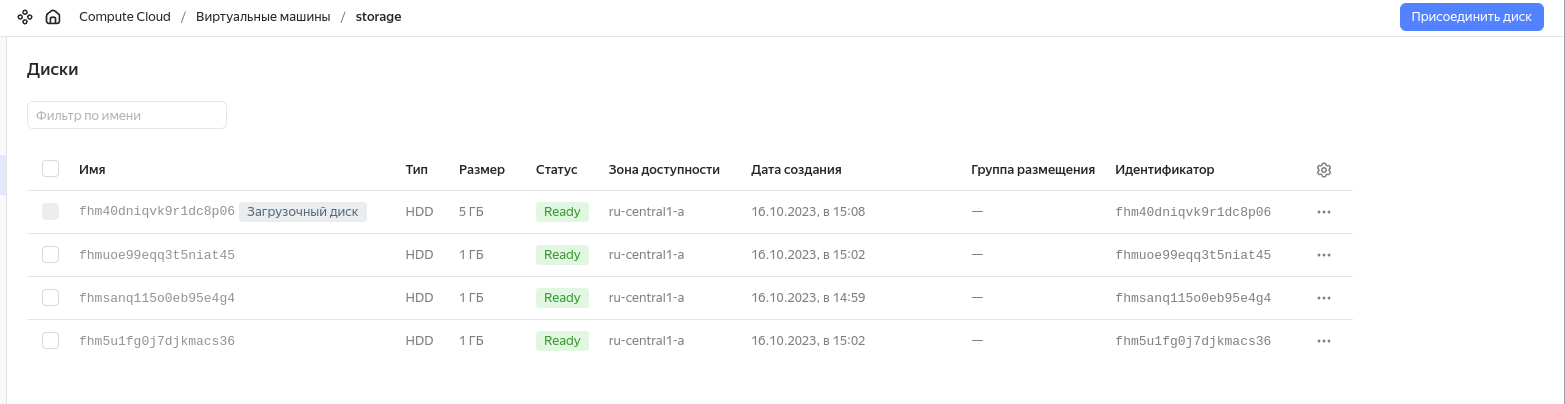 Compute Cloud / Виртуальные машины / storage Присоединить диск
Диски
Фильтр по имени
Имя Тип Размер Статус Зона доступности Дата создания Группа размещения Идентификатор
fhm40dniqvk9r1dc8p06 Загрузочный диск HDD 5 ГБ Ready ru-central1-a 16.10.2023, в 15:08 — fhm40dniqvk9r1dc8p06
fhmuoe99eqq3t5niat45 HDD 1 ГБ Ready ru-central1-a 16.10.2023, в 15:02 — fhmuoe99eqq3t5niat45
fhmsanq115o0eb95e4g4 HDD 1 ГБ Ready ru-central1-a 16.10.2023, в 14:59 — fhmsanq115o0eb95e4g4
fhm5u1fg0j7djkmacs36 HDD 1 ГБ Ready ru-central1-a 16.10.2023, в 15:02 — fhm5u1fg0j7djkmacs36